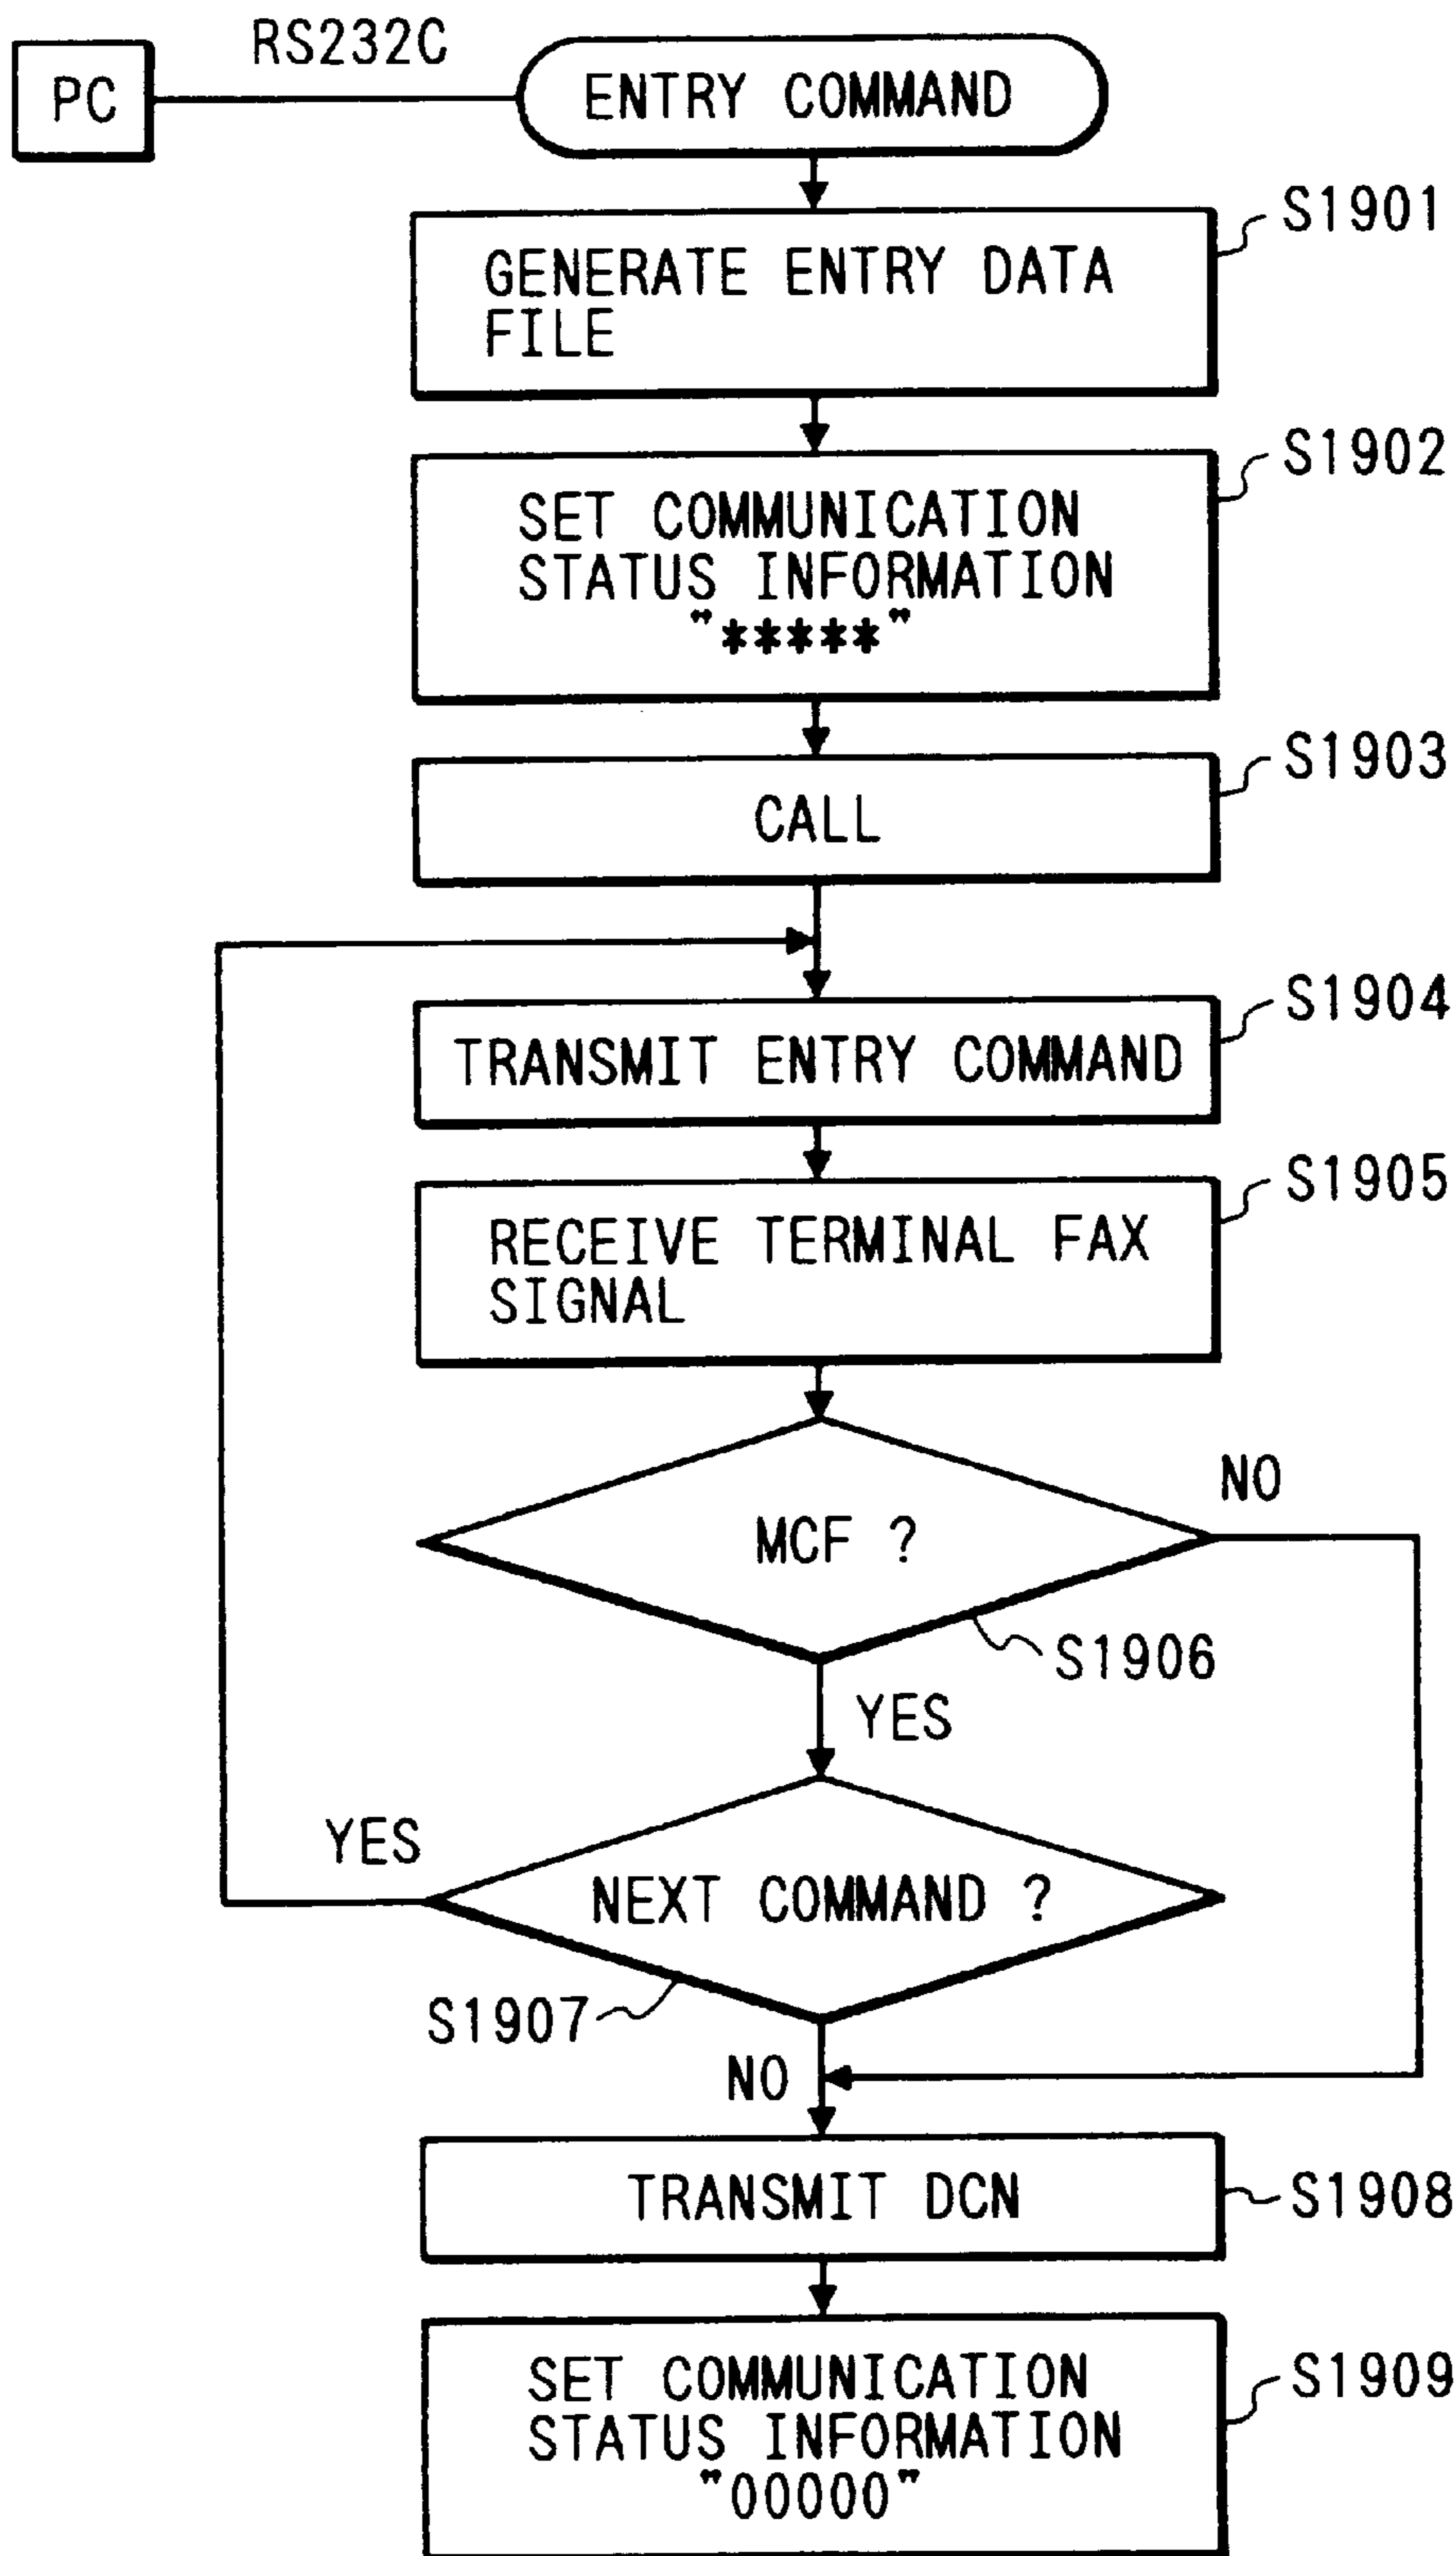 RS232C
PC
ENTRY COMMAND
S1901
GENERATE ENTRY DATA
FILE
S1902
SET COMMUNICATION
STATUS INFORMATION
"*****"
S1903
CALL
S1904
TRANSMIT ENTRY COMMAND
S1905
RECEIVE TERMINAL FAX
SIGNAL
NO
MCF ?
S1906
YES
YES
NEXT COMMAND ?
S1907
NO
TRANSMIT DCN
S1908
SET COMMUNICATION
STATUS INFORMATION
"00000"
S1909